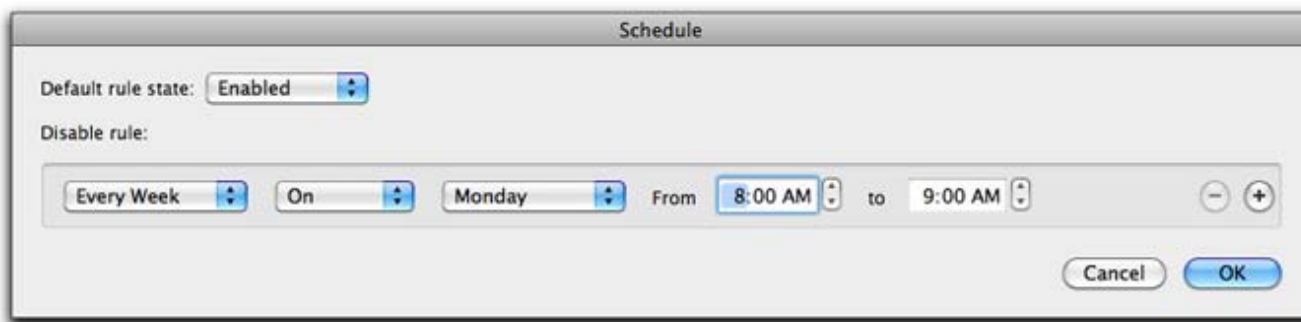 Schedule
Default rule state: Enabled
Disable rule:
Every Week On Monday From 8:00 AM to 9:00 AM
Cancel OK